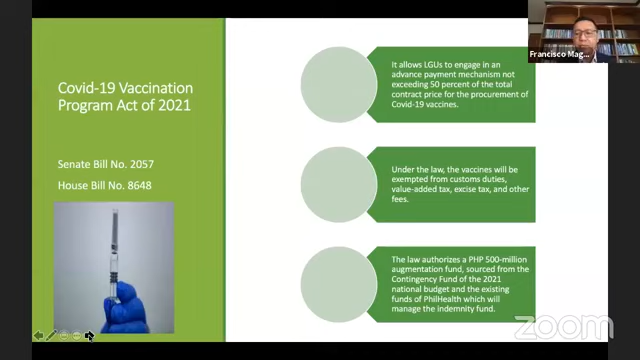 Covid-19 Vaccination
Program Act of 2021
Senate Bill No. 2057
House Bill No. 8648
It allows LGUs to engage in an
advance payment mechanism not
exceeding 50 percent of the total
contract price for the procurement of
Covid-19 vaccines.
Under the law, the vaccines will be
exempted from customs duties,
value-added tax, excise tax, and other
fees.
The law authorizes a PHP 500-million
augmentation fund, sourced from the
Contingency Fund of the 2021
national budget and the existing
funds of PhilHealth which will
manage the indemnity fund.
Francisco Mag...
zoom